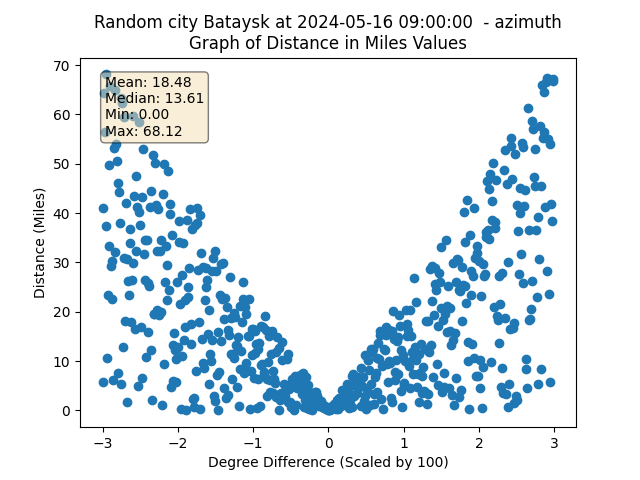 Random city Bataysk at 2024-05-16 09:00:00  - azimuth
Graph of Distance in Miles Values
Mean: 18.48
Median: 13.61
Min: 0.00
Max: 68.12
Distance (Miles)
70
60
50
40
30
20
10
0
−3
−2
−1
0
1
2
3
Degree Difference (Scaled by 100)